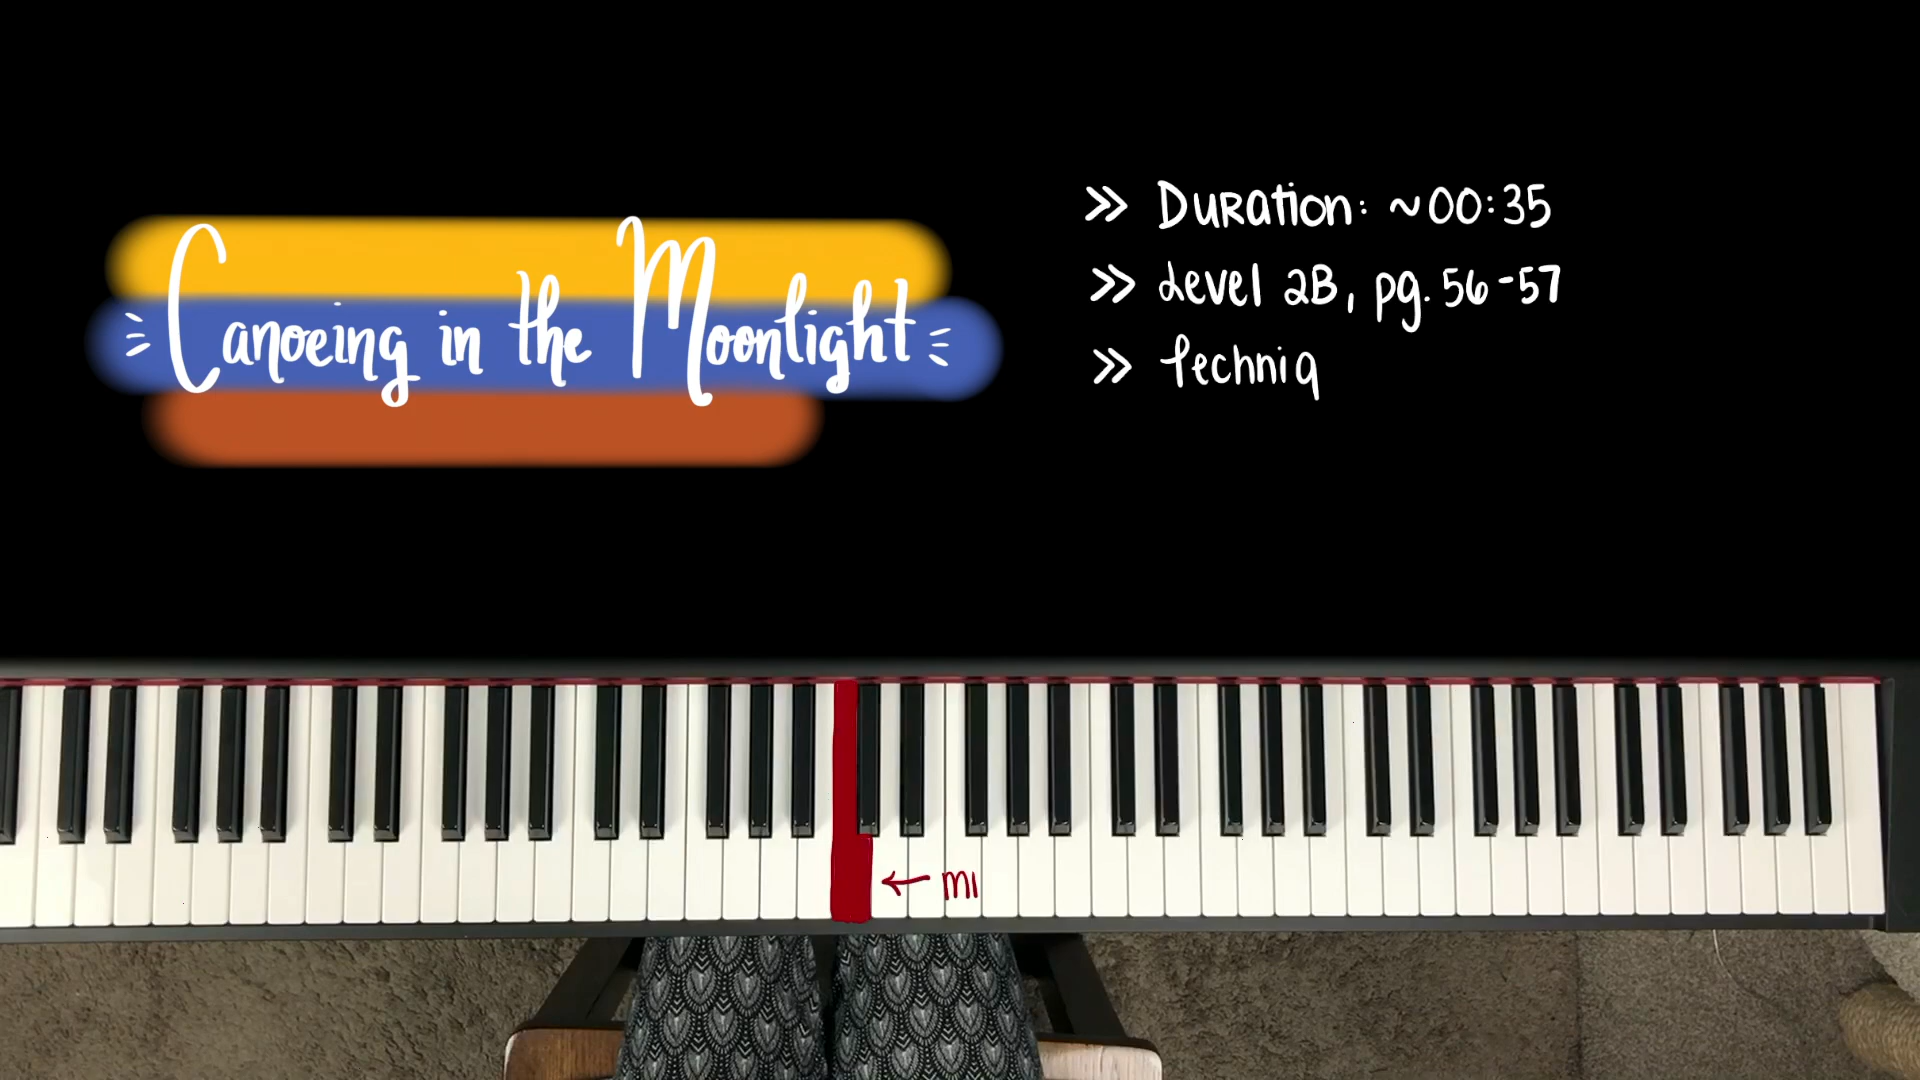 Canoeing in the Moonlight
>> Duration: ~00:35
>> Level 2B, pg. 56-57
>> Techniq
← mi